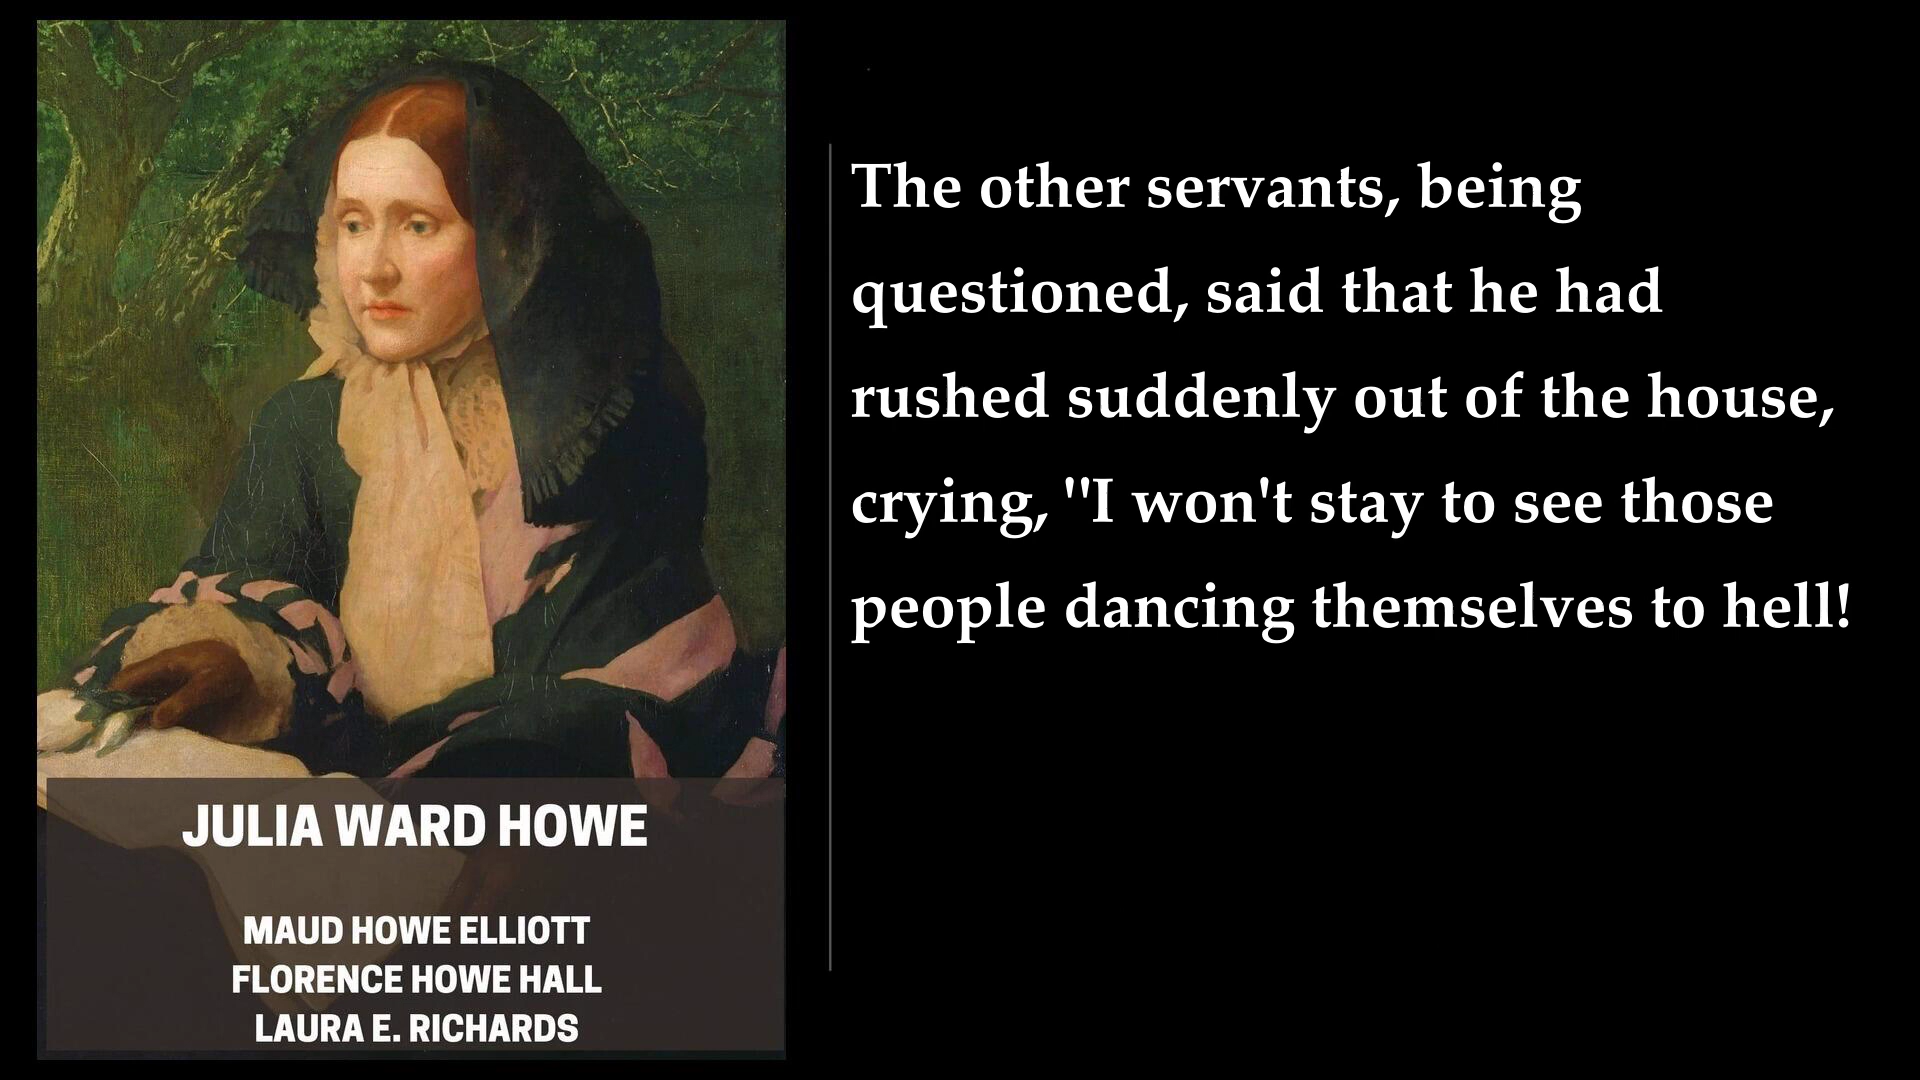 JULIA WARD HOWE
MAUD HOWE ELLIOTT
FLORENCE HOWE HALL
LAURA E. RICHARDS
The other servants, being
questioned, said that he had
rushed suddenly out of the house,
crying, "I won't stay to see those
people dancing themselves to hell!